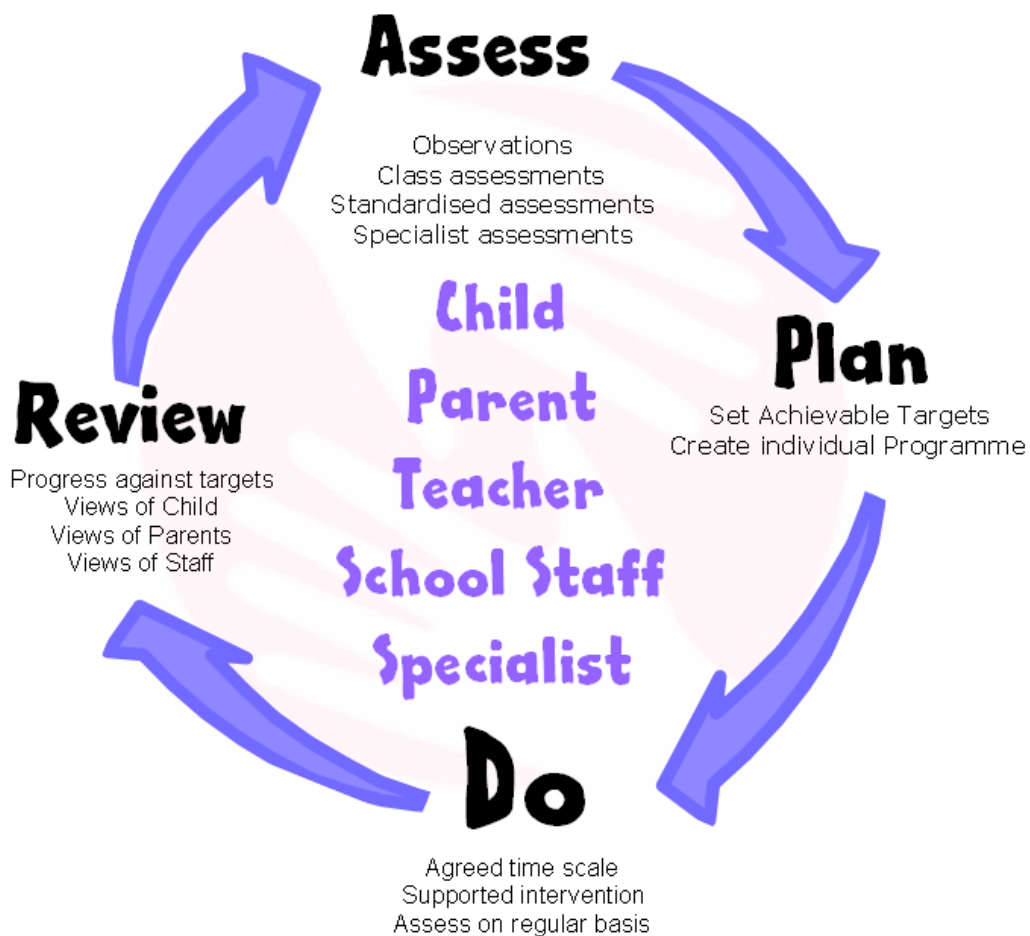 Assess
Observations
Class assessments
Standardised assessments
Specialist assessments
Child
Parent
Teacher
School Staff
Specialist
Plan
Set Achievable Targets
Create individual Programme
Do
Agreed time scale
Supported intervention
Assess on regular basis
Review
Progress against targets
Views of Child
Views of Parents
Views of Staff